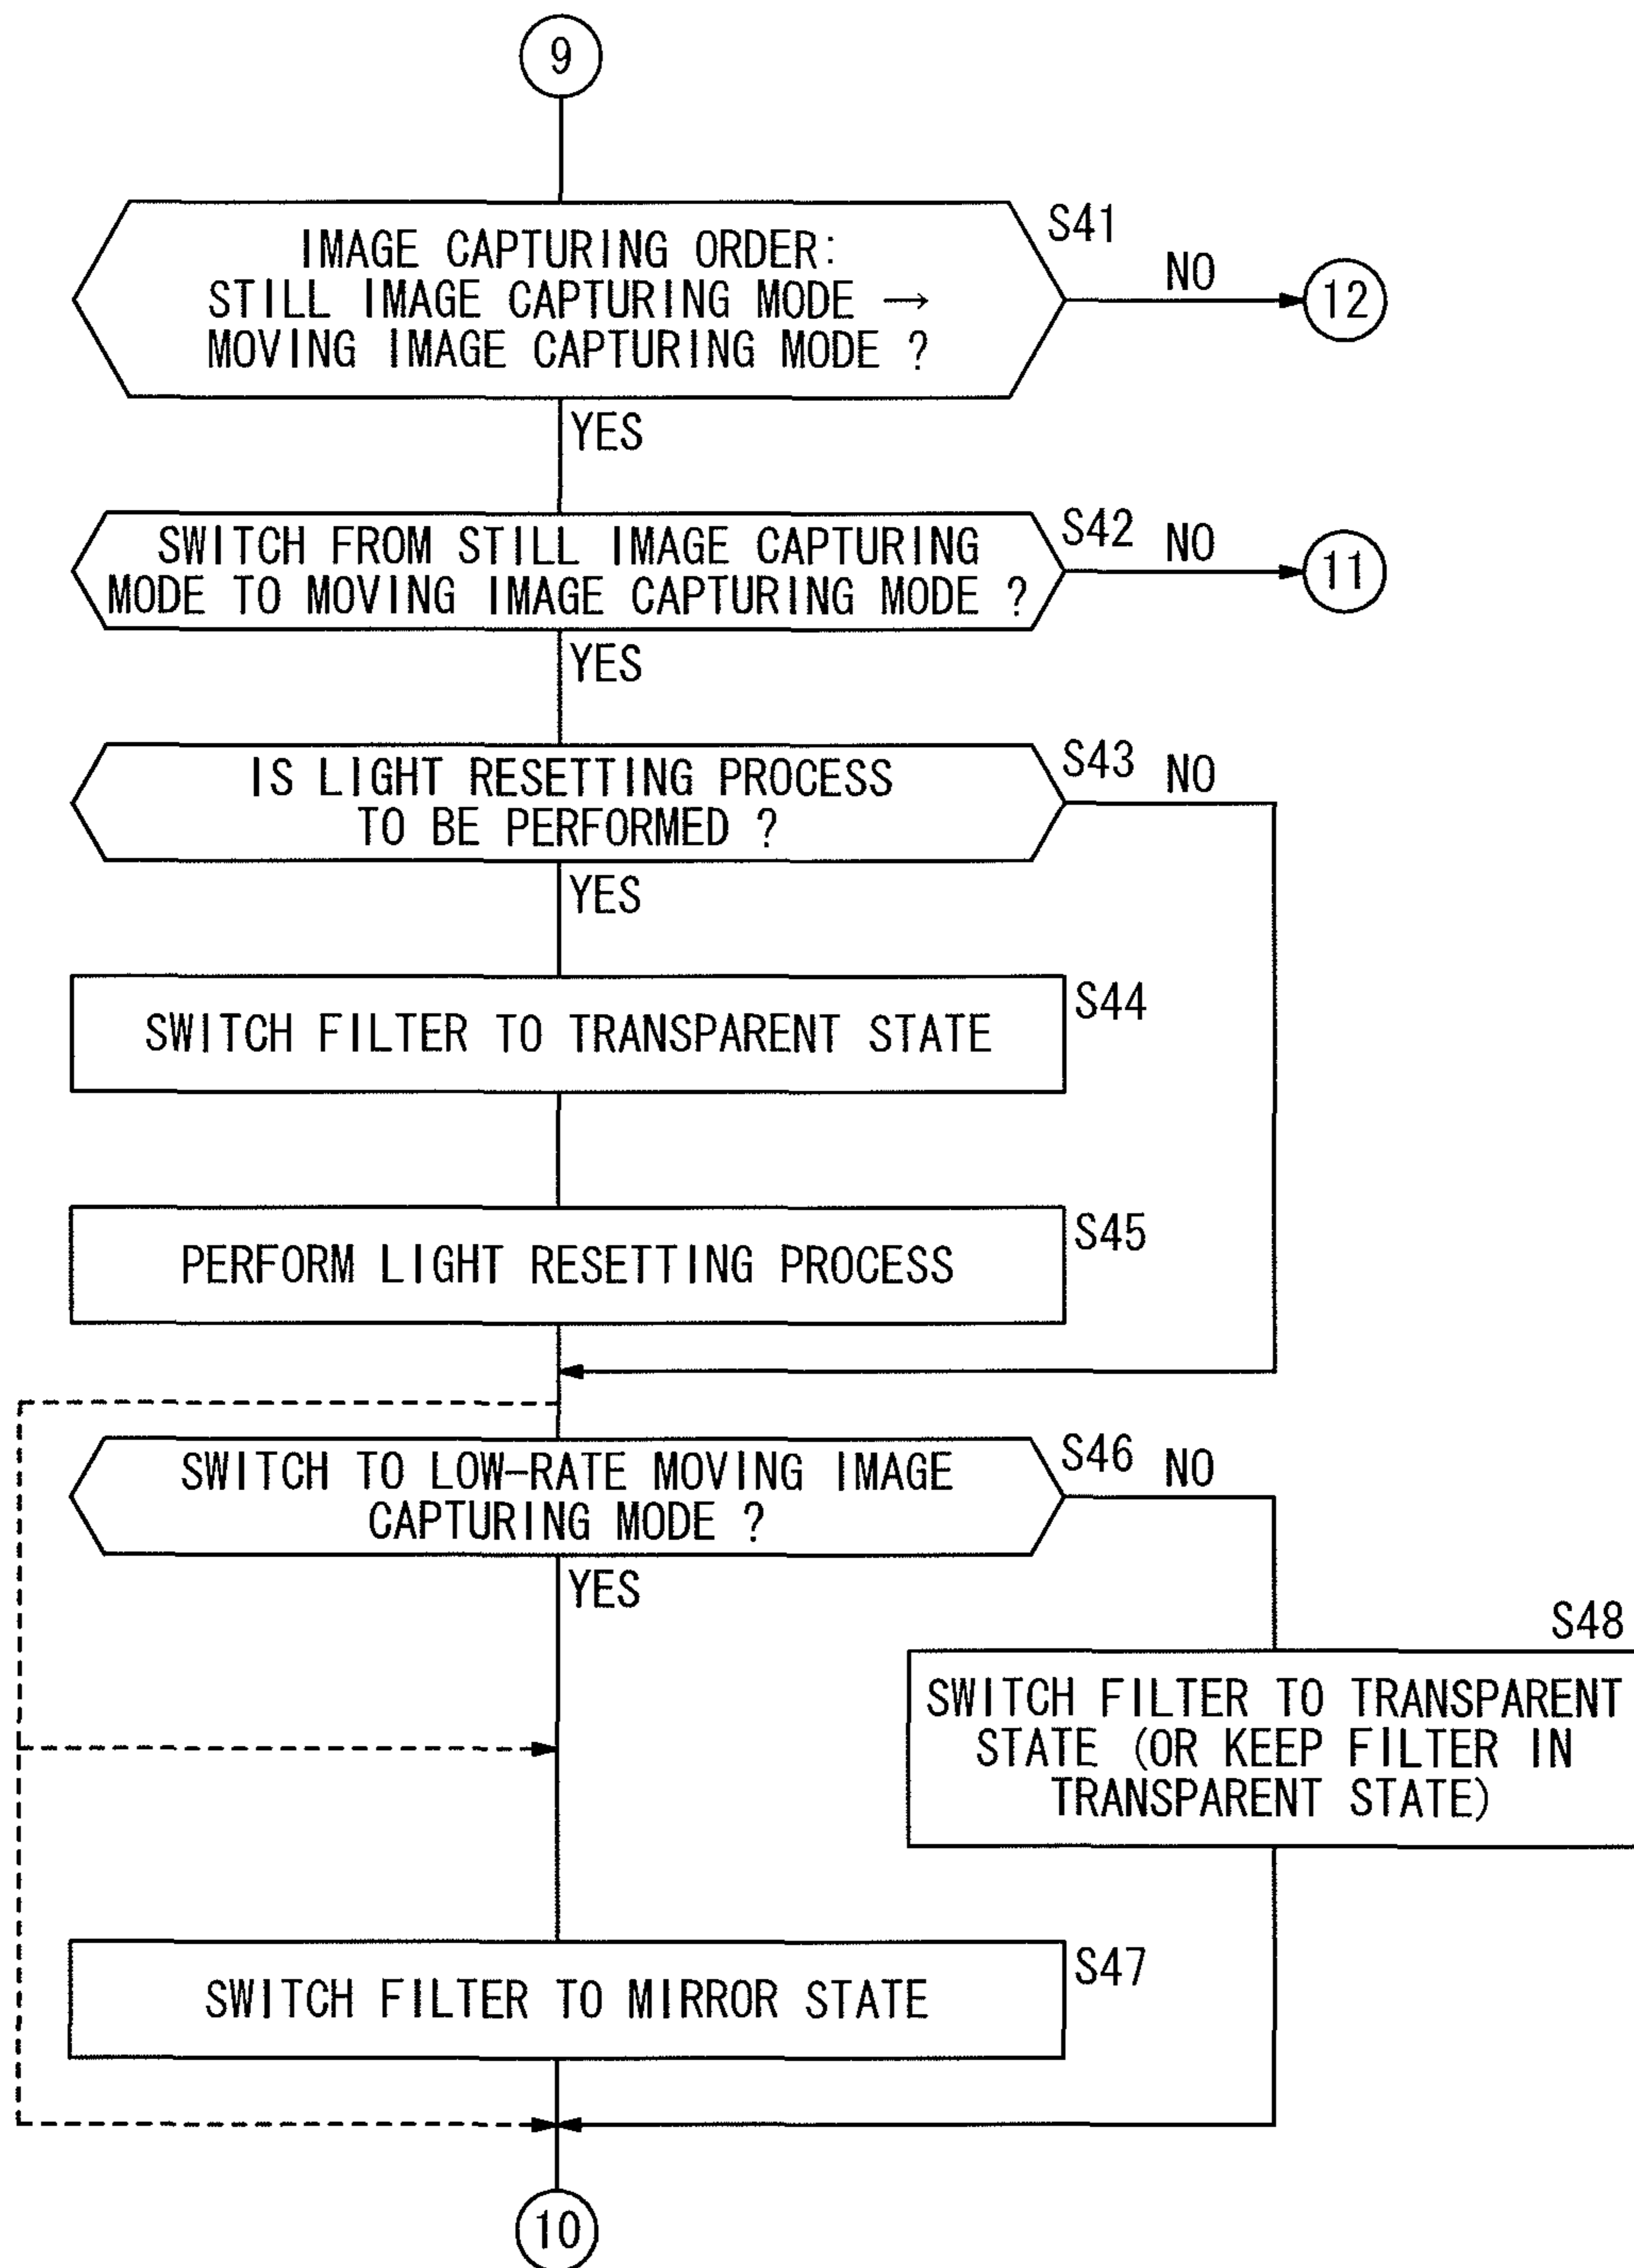 9
IMAGE CAPTURING ORDER:
STILL IMAGE CAPTURING MODE →
MOVING IMAGE CAPTURING MODE ?
S41
NO
12
YES
SWITCH FROM STILL IMAGE CAPTURING
MODE TO MOVING IMAGE CAPTURING MODE ?
S42
NO
11
YES
IS LIGHT RESETTING PROCESS
TO BE PERFORMED ?
S43
NO
YES
SWITCH FILTER TO TRANSPARENT STATE
S44
PERFORM LIGHT RESETTING PROCESS
S45
SWITCH TO LOW-RATE MOVING IMAGE
CAPTURING MODE ?
S46
NO
YES
S48
SWITCH FILTER TO TRANSPARENT
STATE (OR KEEP FILTER IN
TRANSPARENT STATE)
SWITCH FILTER TO MIRROR STATE
S47
10